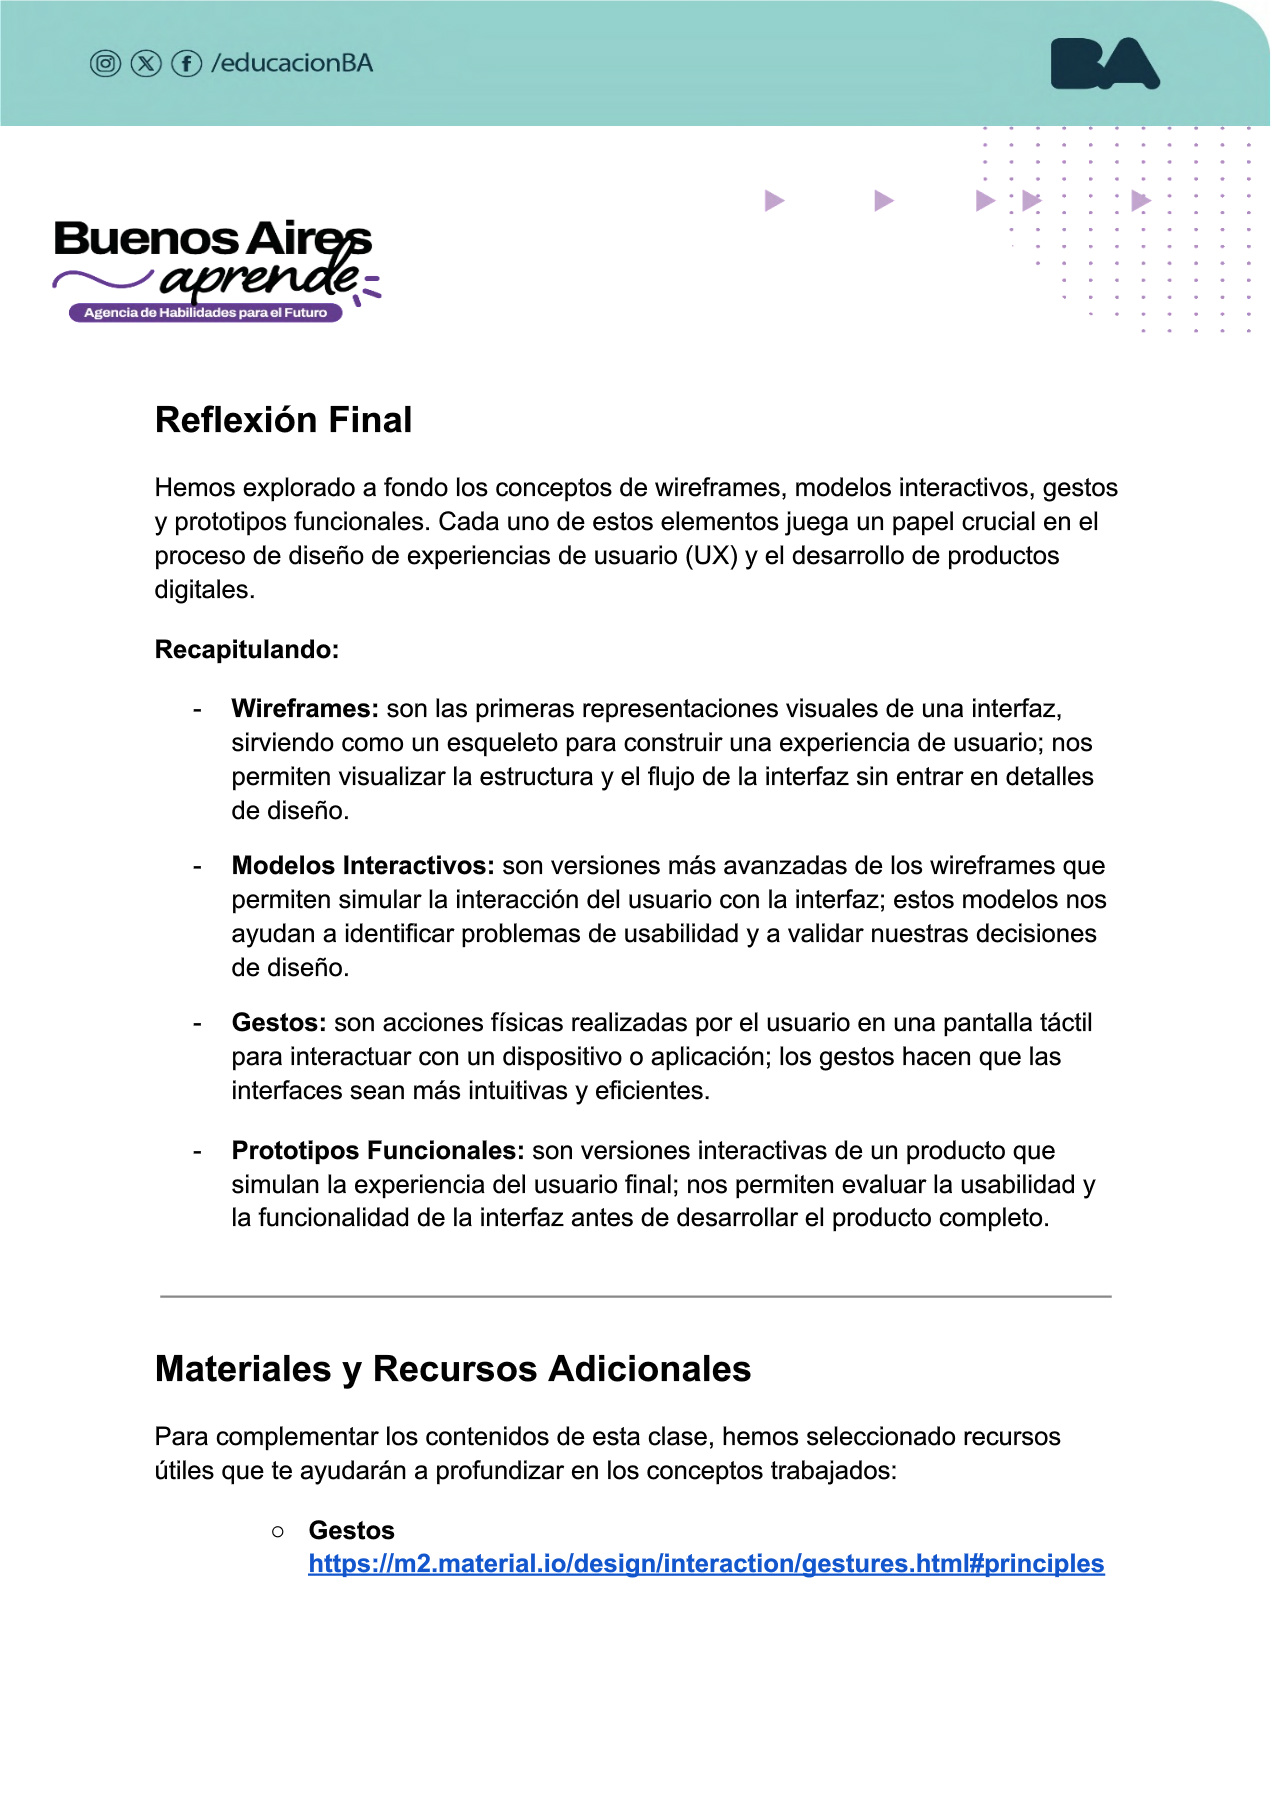 /educacionBA
BA
Buenos Aires
aprende
Agencia de Habilidades para el Futuro
Reflexión Final
Hemos explorado a fondo los conceptos de wireframes, modelos interactivos, gestos
y prototipos funcionales. Cada uno de estos elementos juega un papel crucial en el
proceso de diseño de experiencias de usuario (UX) y el desarrollo de productos
digitales.
Recapitulando:
- Wireframes: son las primeras representaciones visuales de una interfaz,
sirviendo como un esqueleto para construir una experiencia de usuario; nos
permiten visualizar la estructura y el flujo de la interfaz sin entrar en detalles
de diseño.
- Modelos Interactivos: son versiones más avanzadas de los wireframes que
permiten simular la interacción del usuario con la interfaz; estos modelos nos
ayudan a identificar problemas de usabilidad y a validar nuestras decisiones
de diseño.
- Gestos: son acciones físicas realizadas por el usuario en una pantalla táctil
para interactuar con un dispositivo o aplicación; los gestos hacen que las
interfaces sean más intuitivas y eficientes.
- Prototipos Funcionales: son versiones interactivas de un producto que
simulan la experiencia del usuario final; nos permiten evaluar la usabilidad y
la funcionalidad de la interfaz antes de desarrollar el producto completo.
Materiales y Recursos Adicionales
Para complementar los contenidos de esta clase, hemos seleccionado recursos
útiles que te ayudarán a profundizar en los conceptos trabajados:
○ Gestos
https://m2.material.io/design/interaction/gestures.html#principles